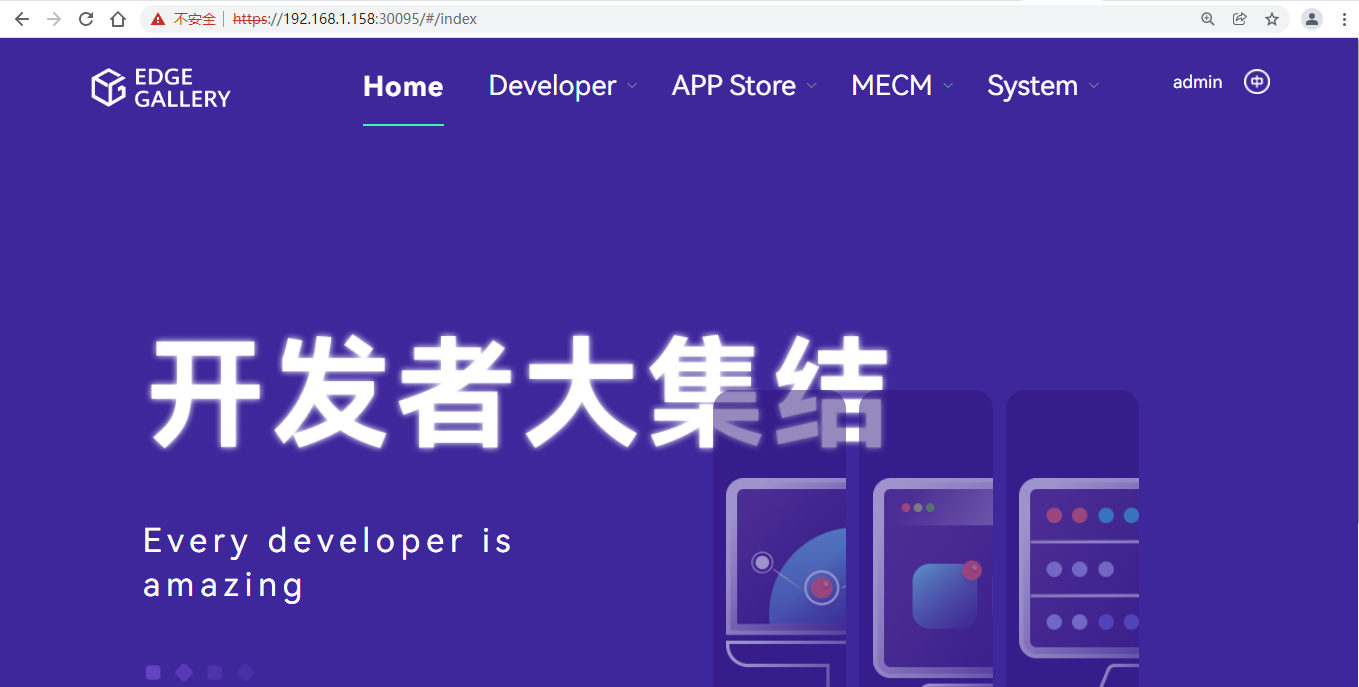 不安全 https://192.168.1.158:30095/#/index
EDGE
GALLERY
Home Developer APP Store MECM System admin 中
开发者大集结
Every developer is
amazing